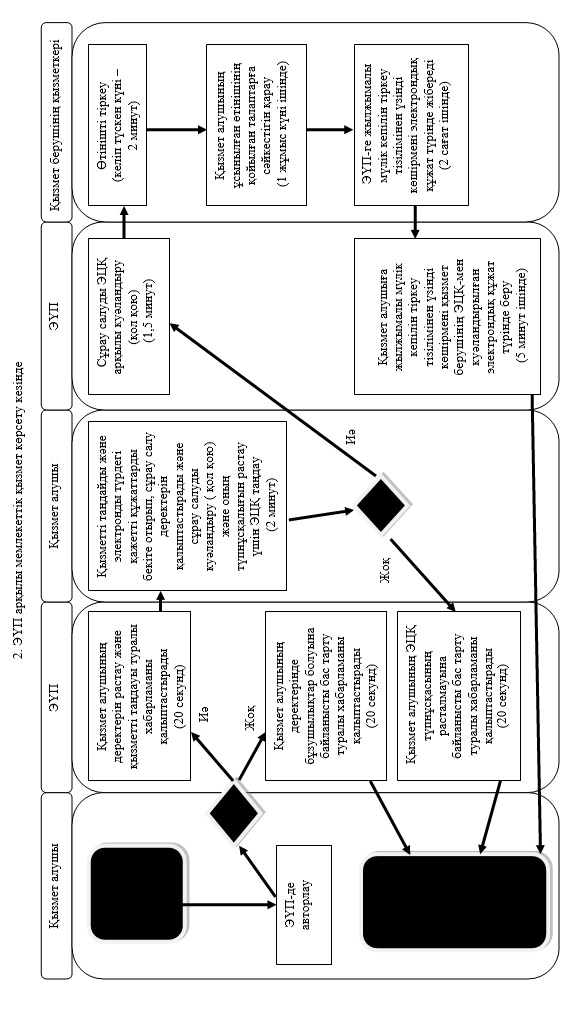 2. ЭҮП арқылы мемлекеттік қызмет көрсету кезінде
Қызмет алушы
ЭҮП
Қызмет алушы
ЭҮП
Қызмет берушінің қызметкері
ЭҮП-де
авторлау
Қызмет алушының
деректерін растау және
қызметті таңдауы туралы
хабарламаны
қалыптастырады
(20 секунд)
Иә
Жоқ
Қызмет алушының
деректерінде
бұзушылықтар болуына
байланысты бас тарту
туралы хабарламаны
қалыптастырады
(20 секунд)
Қызмет алушының ЭЦҚ
түпнұсқасының
расталмауына
байланысты бас тарту
туралы хабарламаны
қалыптастырады
(20 секунд)
Қызметті таңдайды және
электронды түрдегі
қажетті құжаттарды
бекіте отырып, сұрау салу
деректерін
қалыптастырады және
сұрау салуды
куәландыру ( қол қою)
және оның
түпнұсқалығын растау
үшін ЭЦҚ таңдау
(2 минут)
Жоқ
Иә
Сұрау салуды ЭЦҚ
арқылы куәландыру
(қол қою)
(1,5 минут)
Қызмет алушыға
жылжымалы мүлік
кепілін тіркеу
тізілімінен үзінді
көшірмені қызмет
берушінің ЭЦҚ-мен
куәландырылған
электрондық құжат
түрінде беру
(5 минут ішінде)
Өтінішті тіркеу
(келіп түскен күні –
2 минут)
Қызмет алушының
ұсынылған өтінішінің
қойылған талаптарға
сәйкестігін қарау
(1 жұмыс күні ішінде)
ЭҮП-ге жылжымалы
мүлік кепілін тіркеу
тізілімінен үзінді
көшірмені электрондық
құжат түрінде жібереді
(2 сағат ішінде)